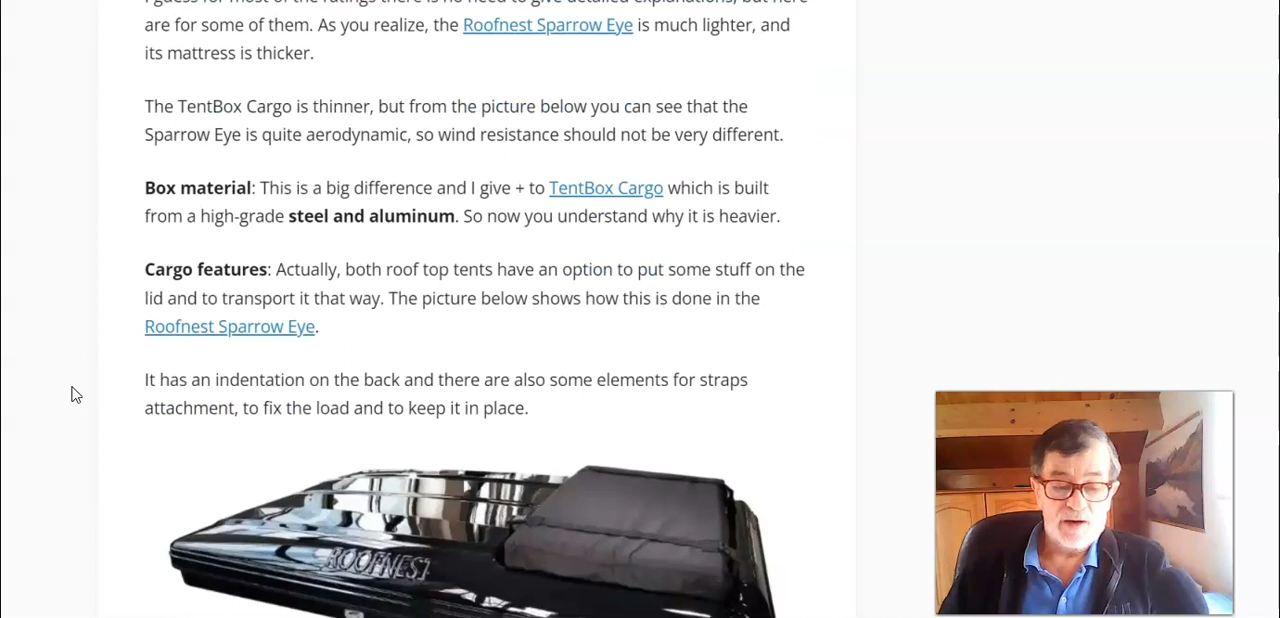 are for some of them. As you realize, the Roofnest Sparrow Eye is much lighter, and
its mattress is thicker.
The TentBox Cargo is thinner, but from the picture below you can see that the
Sparrow Eye is quite aerodynamic, so wind resistance should not be very different.
Box material: This is a big difference and I give + to TentBox Cargo which is built
from a high-grade steel and aluminum. So now you understand why it is heavier.
Cargo features: Actually, both roof top tents have an option to put some stuff on the
lid and to transport it that way. The picture below shows how this is done in the
Roofnest Sparrow Eye.
It has an indentation on the back and there are also some elements for straps
attachment, to fix the load and to keep it in place.
ROOFNEST